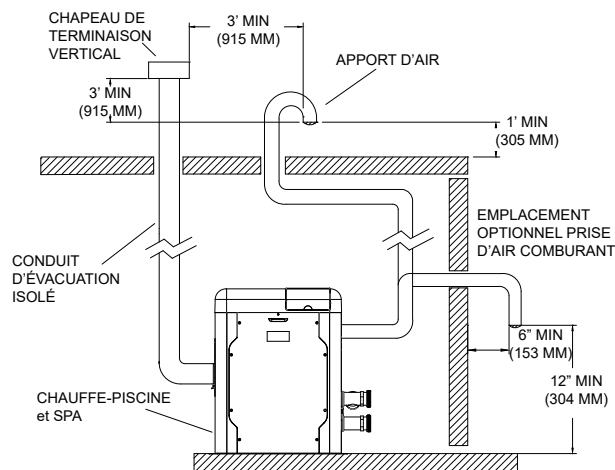 CHAPEAU DE
TERMINAISON
VERTICAL
3’ MIN
(915 MM)
APPORT D’AIR
3’ MIN
(915 MM)
1’ MIN
(305 MM)
EMPLACEMENT
OPTIONNEL PRISE
D’AIR COMBURANT
CONDUIT
D’ÉVACUATION
ISOLÉ
6” MIN
(153 MM)
12” MIN
(304 MM)
CHAUFFE-PISCINE
et SPA